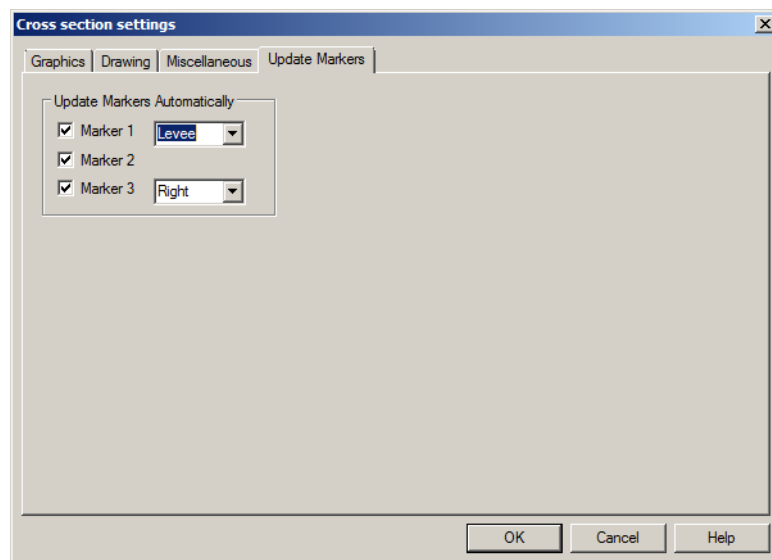 Cross section settings
Graphics Drawing Miscellaneous Update Markers
Update Markers Automatically
Marker 1 Levee
Marker 2
Marker 3 Right
OK Cancel Help